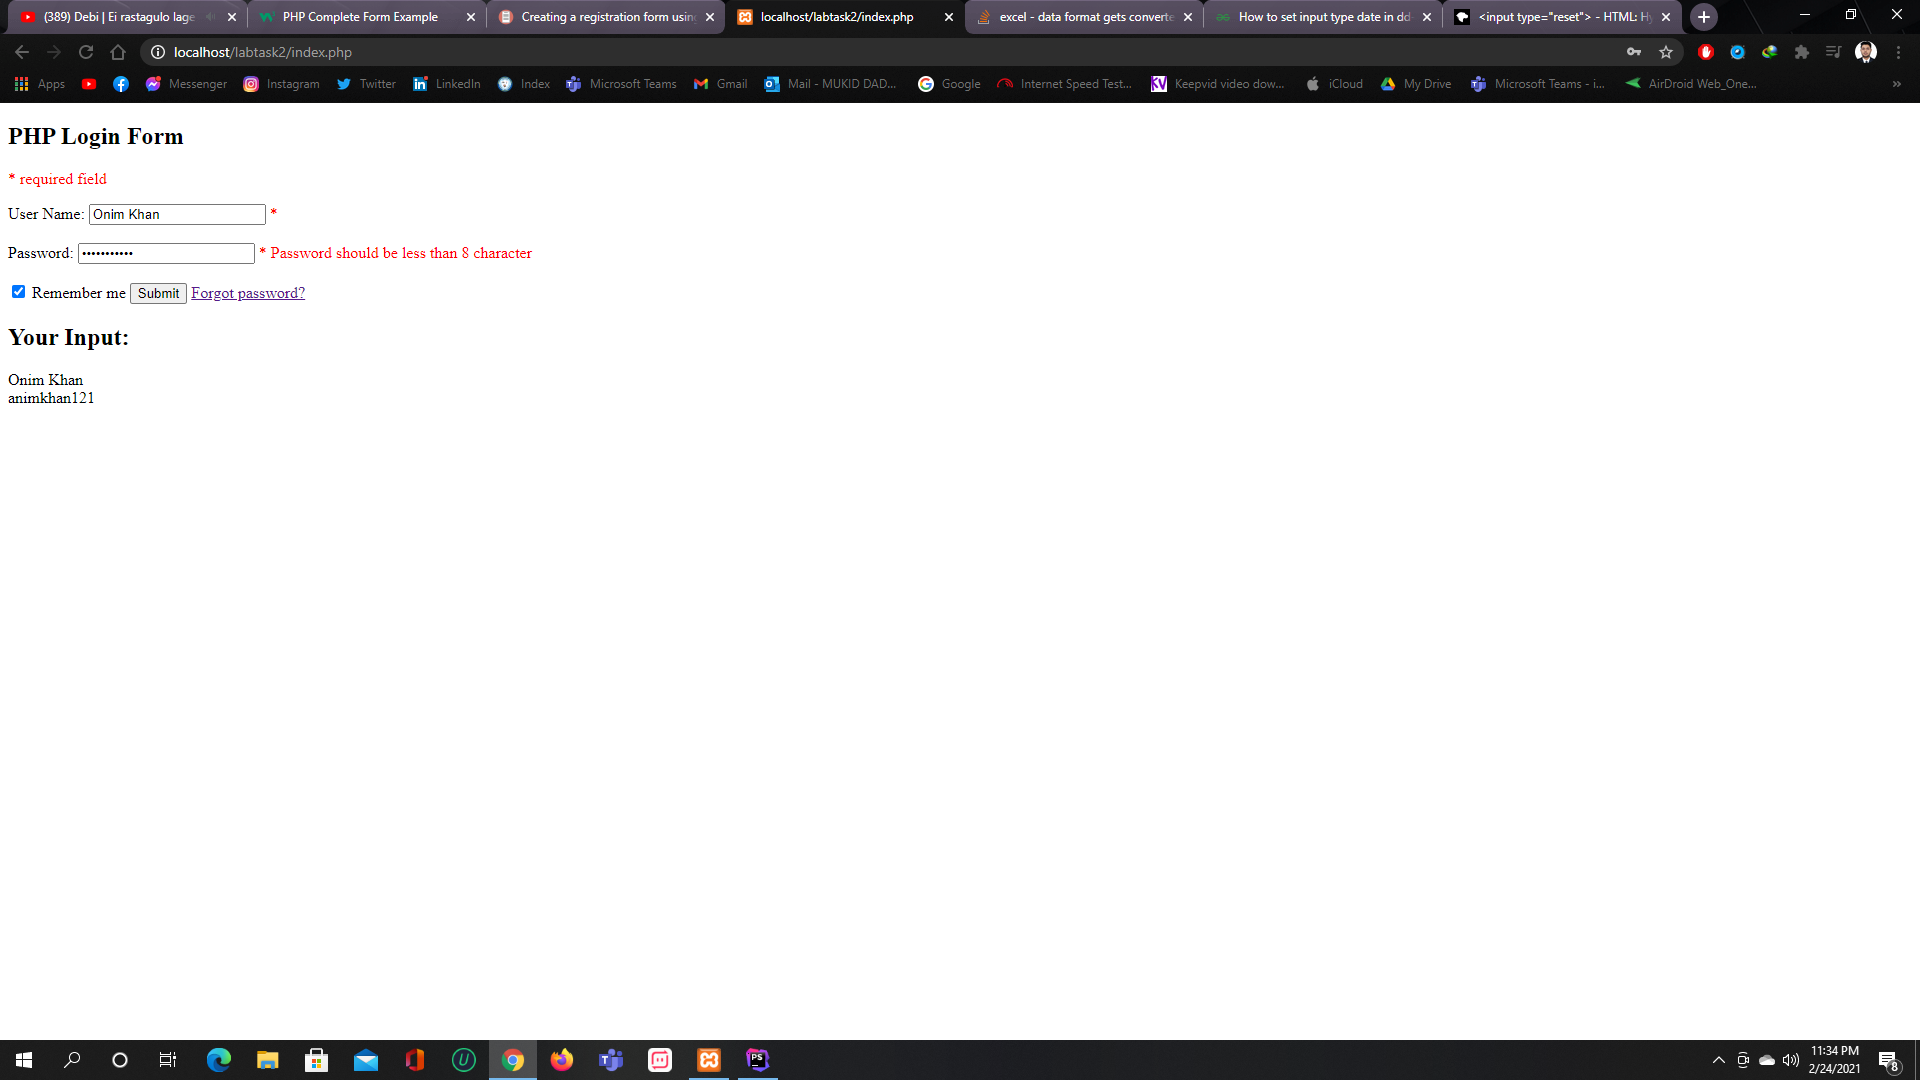 (389) Debi | Ei rastagulo lage
PHP Complete Form Example
Creating a registration form using
localhost/labtask2/index.php
excel - data format gets converte
How to set input type date in dd
<input type="reset"> - HTML: Hy
localhost/labtask2/index.php
Apps
Messenger
Instagram
Twitter
LinkedIn
Index
Microsoft Teams
Gmail
Mail - MUKID DAD...
Google
Internet Speed Test...
KV
Keepvid video dow...
iCloud
My Drive
Microsoft Teams - i...
AirDroid Web_One...
»
PHP Login Form
* required field
User Name: Onim Khan *
Password: ••••••••••• * Password should be less than 8 character
Remember me Submit Forgot password?
Your Input:
Onim Khan
animkhan121
PS
11:34 PM
2/24/2021
8